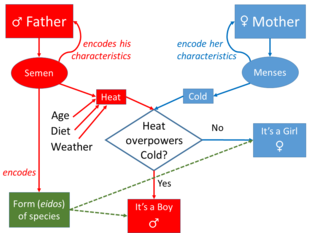 ♂ Father
♀ Mother
encodes his
characteristics
encode her
characteristics
Semen
Menses
Heat
Cold
Age
Diet
Weather
Heat
overpowers
Cold?
No
It's a Girl
♀
encodes
Yes
Form (eidos)
of species
It's a Boy
♂